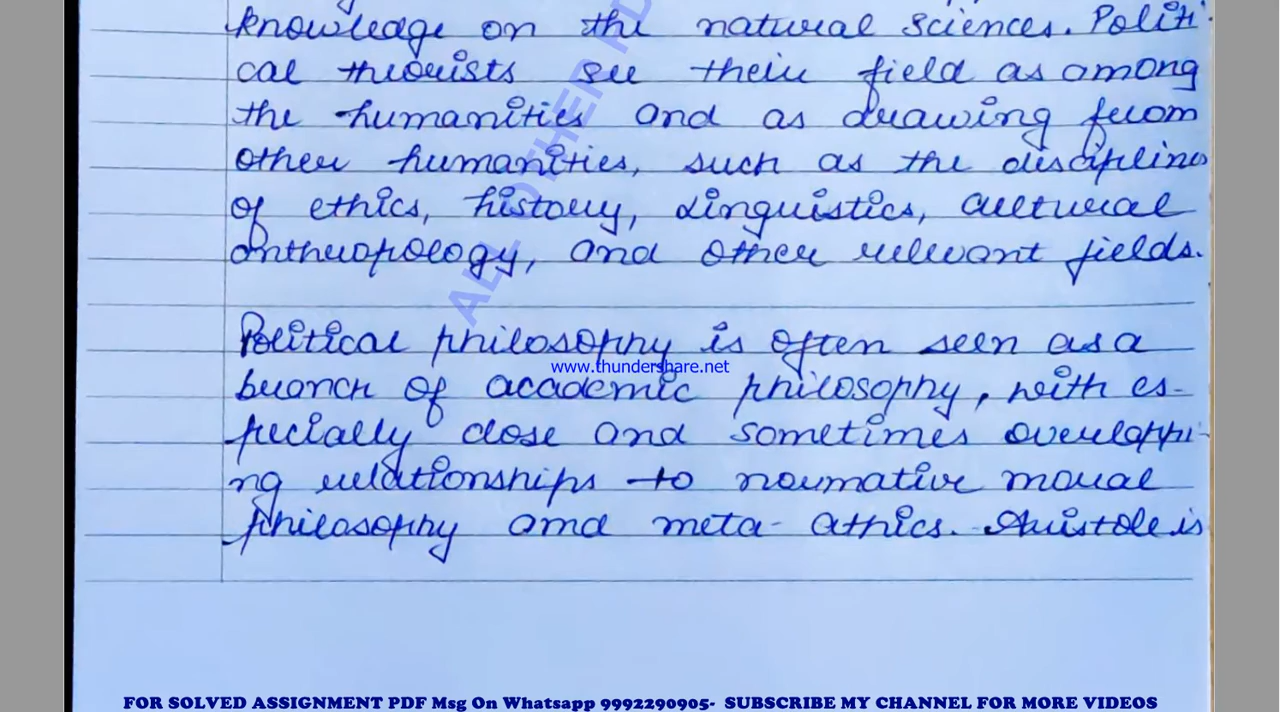 knowledge on the natural sciences. Politi-
cal theorists see their field as among
the humanities and as drawing from
other humanities, such as the disciplines
of ethics, history, linguistics, cultural
anthropology, and other relevant fields.
Political philosophy is often seen as a
www.thundershare.net
branch of academic philosophy, with es-
pecially close and sometimes overlappi-
ng relationships to normative moral
philosophy and meta-athics. Aristole is
FOR SOLVED ASSIGNMENT PDF Msg On Whatsapp 9992290905- SUBSCRIBE MY CHANNEL FOR MORE VIDEOS